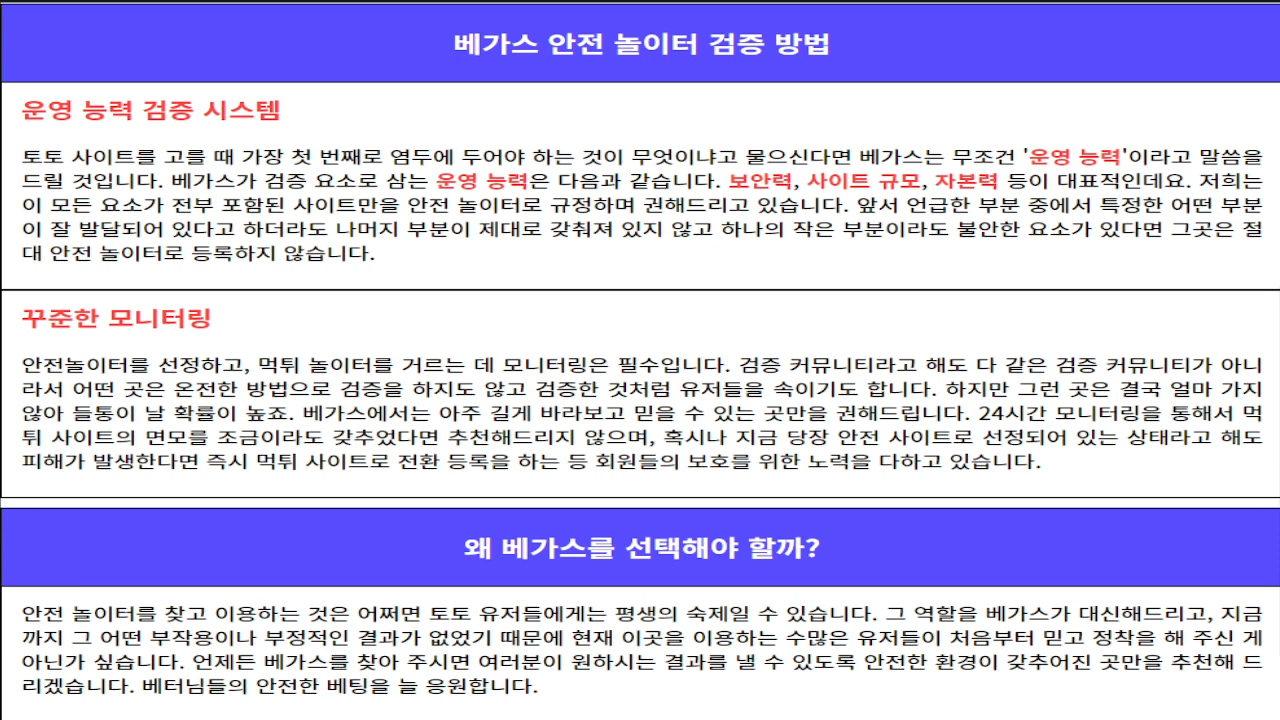 베가스 안전 놀이터 검증 방법
운영 능력 검증 시스템
토토 사이트를 고를 때 가장 첫 번째로 염두에 두어야 하는 것이 무엇이냐고 물으신다면 베가스는 무조건 '운영 능력'이라고 말씀을
드릴 것입니다. 베가스가 검증 요소로 삼는 운영 능력은 다음과 같습니다. 보안력, 사이트 규모, 자본력 등이 대표적인데요. 저희는
이 모든 요소가 전부 포함된 사이트만을 안전 놀이터로 규정하며 권해드리고 있습니다. 앞서 언급한 부분 중에서 특정한 어떤 부분
이 잘 발달되어 있다고 하더라도 나머지 부분이 제대로 갖춰져 있지 않고 하나의 작은 부분이라도 불안한 요소가 있다면 그곳은 절
대 안전 놀이터로 등록하지 않습니다.
꾸준한 모니터링
안전놀이터를 선정하고, 먹튀 놀이터를 거르는 데 모니터링은 필수입니다. 검증 커뮤니티라고 해도 다 같은 검증 커뮤니티가 아니
라서 어떤 곳은 온전한 방법으로 검증을 하지도 않고 검증한 것처럼 유저들을 속이기도 합니다. 하지만 그런 곳은 결국 얼마 가지
않아 들통이 날 확률이 높죠. 베가스에서는 아주 길게 바라보고 믿을 수 있는 곳만을 권해드립니다. 24시간 모니터링을 통해서 먹
튀 사이트의 면모를 조금이라도 갖추었다면 추천해드리지 않으며, 혹시나 지금 당장 안전 사이트로 선정되어 있는 상태라고 해도
피해가 발생한다면 즉시 먹튀 사이트로 전환 등록을 하는 등 회원들의 보호를 위한 노력을 다하고 있습니다.
왜 베가스를 선택해야 할까?
안전 놀이터를 찾고 이용하는 것은 어쩌면 토토 유저들에게는 평생의 숙제일 수 있습니다. 그 역할을 베가스가 대신해드리고, 지금
까지 그 어떤 부작용이나 부정적인 결과가 없었기 때문에 현재 이곳을 이용하는 수많은 유저들이 처음부터 믿고 정착을 해 주신 게
아닌가 싶습니다. 언제든 베가스를 찾아 주시면 여러분이 원하시는 결과를 낼 수 있도록 안전한 환경이 갖추어진 곳만을 추천해 드
리겠습니다. 베터님들의 안전한 베팅을 늘 응원합니다.